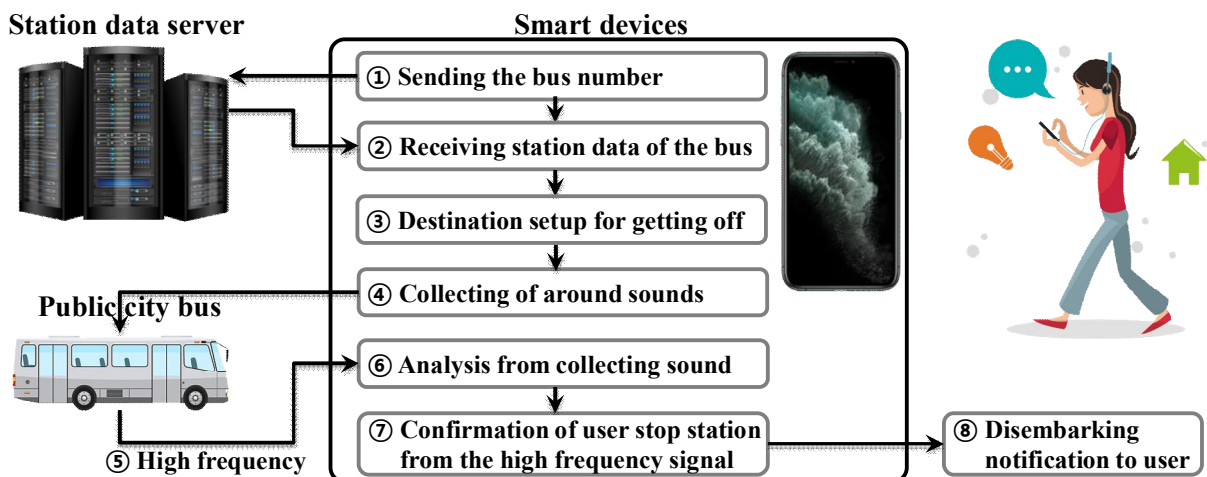 Station data server
Smart devices
① Sending the bus number
② Receiving station data of the bus
③ Destination setup for getting off
④ Collecting of around sounds
Public city bus
⑥ Analysis from collecting sound
⑦ Confirmation of user stop station
from the high frequency signal
⑤ High frequency
⑧ Disembarking
notification to user